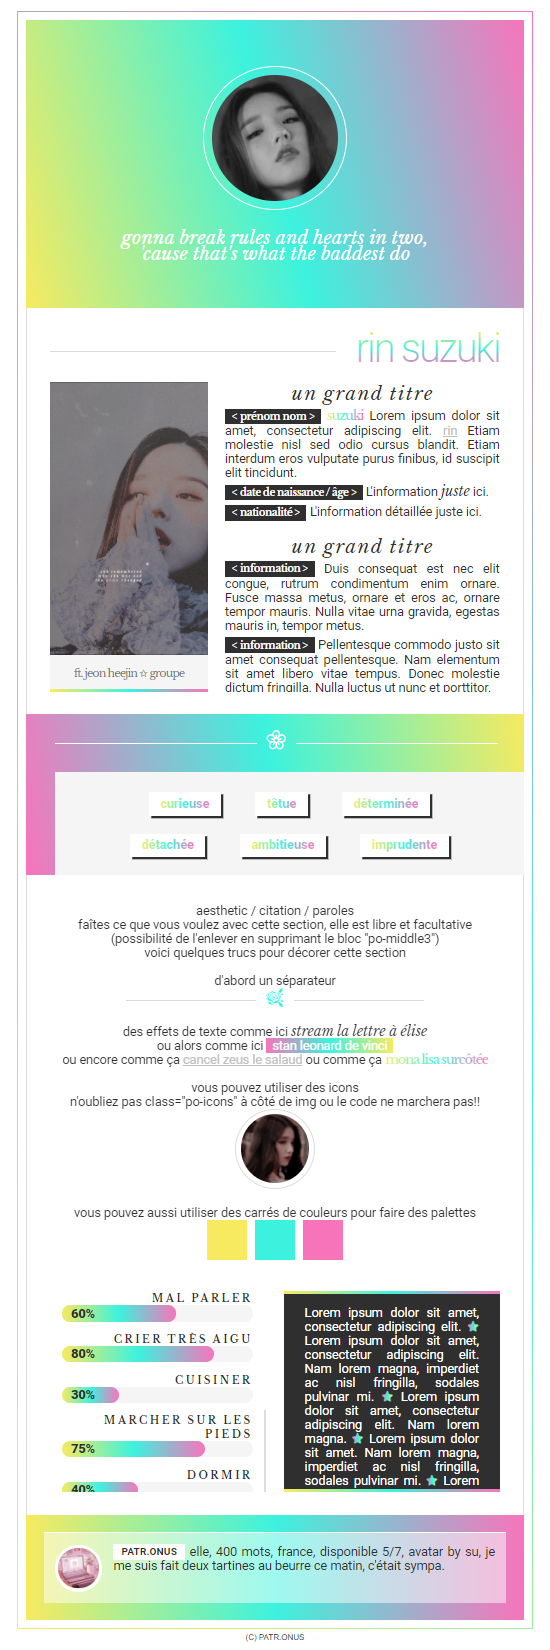 gonna break rules and hearts in two,
'cause that's what the baddest do
rin suzuki
un grand titre
< prénom nom > suzuki Lorem ipsum dolor sit
amet, consectetur adipiscing elit. rin Etiam
molestie nisl sed odio cursus blandit. Etiam
interdum eros vulputate purus finibus, id suscipit
elit tincidunt.
< date de naissance / âge > L'information juste ici.
< nationalité > L'information détaillée juste ici.
un grand titre
< information > Duis consequat est nec elit
congue, rutrum condimentum enim ornare.
Fusce massa metus, ornare et eros ac, ornare
tempor mauris. Nulla vitae urna gravida, egestas
mauris in, tempor metus.
< information > Pellentesque commodo justo sit
amet consequat pellentesque. Nam elementum
sit amet libero vitae tempus. Donec molestie
dictum fringilla. Nulla luctus ut nunc et porttitor.
ft. jeon heejin ☆ groupe
curieuse têtue déterminée
détachée ambitieuse imprudente
aesthetic / citation / paroles
faîtes ce que vous voulez avec cette section, elle est libre et facultative
(possibilité de l'enlever en supprimant le bloc "po-middle3")
voici quelques trucs pour décorer cette section
d'abord un séparateur
des effets de texte comme ici stream la lettre à élise
ou alors comme ici stan leonard de vinci
ou encore comme ça cancel zeus le salaud ou comme ça mona lisa surcôtée
vous pouvez utiliser des icons
n'oubliez pas class="po-icons" à côté de img ou le code ne marchera pas!!
vous pouvez aussi utiliser des carrés de couleurs pour faire des palettes
MAL PARLER
60%
CRIER TRÈS AIGU
80%
CUISINER
30%
MARCHER SUR LES
PIEDS
75%
DORMIR
40%
Lorem ipsum dolor sit amet,
consectetur adipiscing elit.
Lorem ipsum dolor sit amet,
consectetur adipiscing elit.
Nam lorem magna, imperdiet
ac nisl fringilla, sodales
pulvinar mi. Lorem ipsum
dolor sit amet, consectetur
adipiscing elit. Nam lorem
magna. Lorem ipsum dolor
sit amet. Nam lorem magna,
imperdiet ac nisl fringilla,
sodales pulvinar mi. Lorem
PATR.ONUS elle, 400 mots, france, disponible 5/7, avatar by su, je
me suis fait deux tartines au beurre ce matin, c'était sympa.
(C) PATR.ONUS